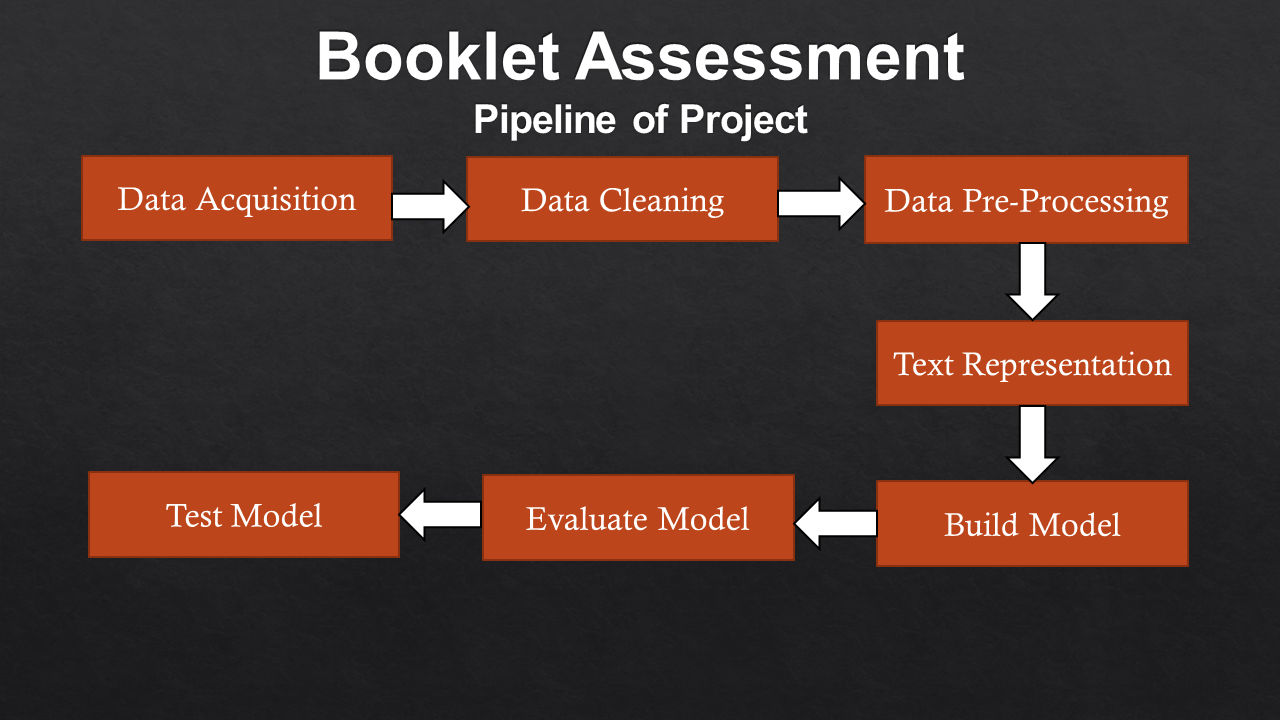 Booklet Assessment
Pipeline of Project
Data Acquisition
Data Cleaning
Data Pre-Processing
Text Representation
Build Model
Evaluate Model
Test Model